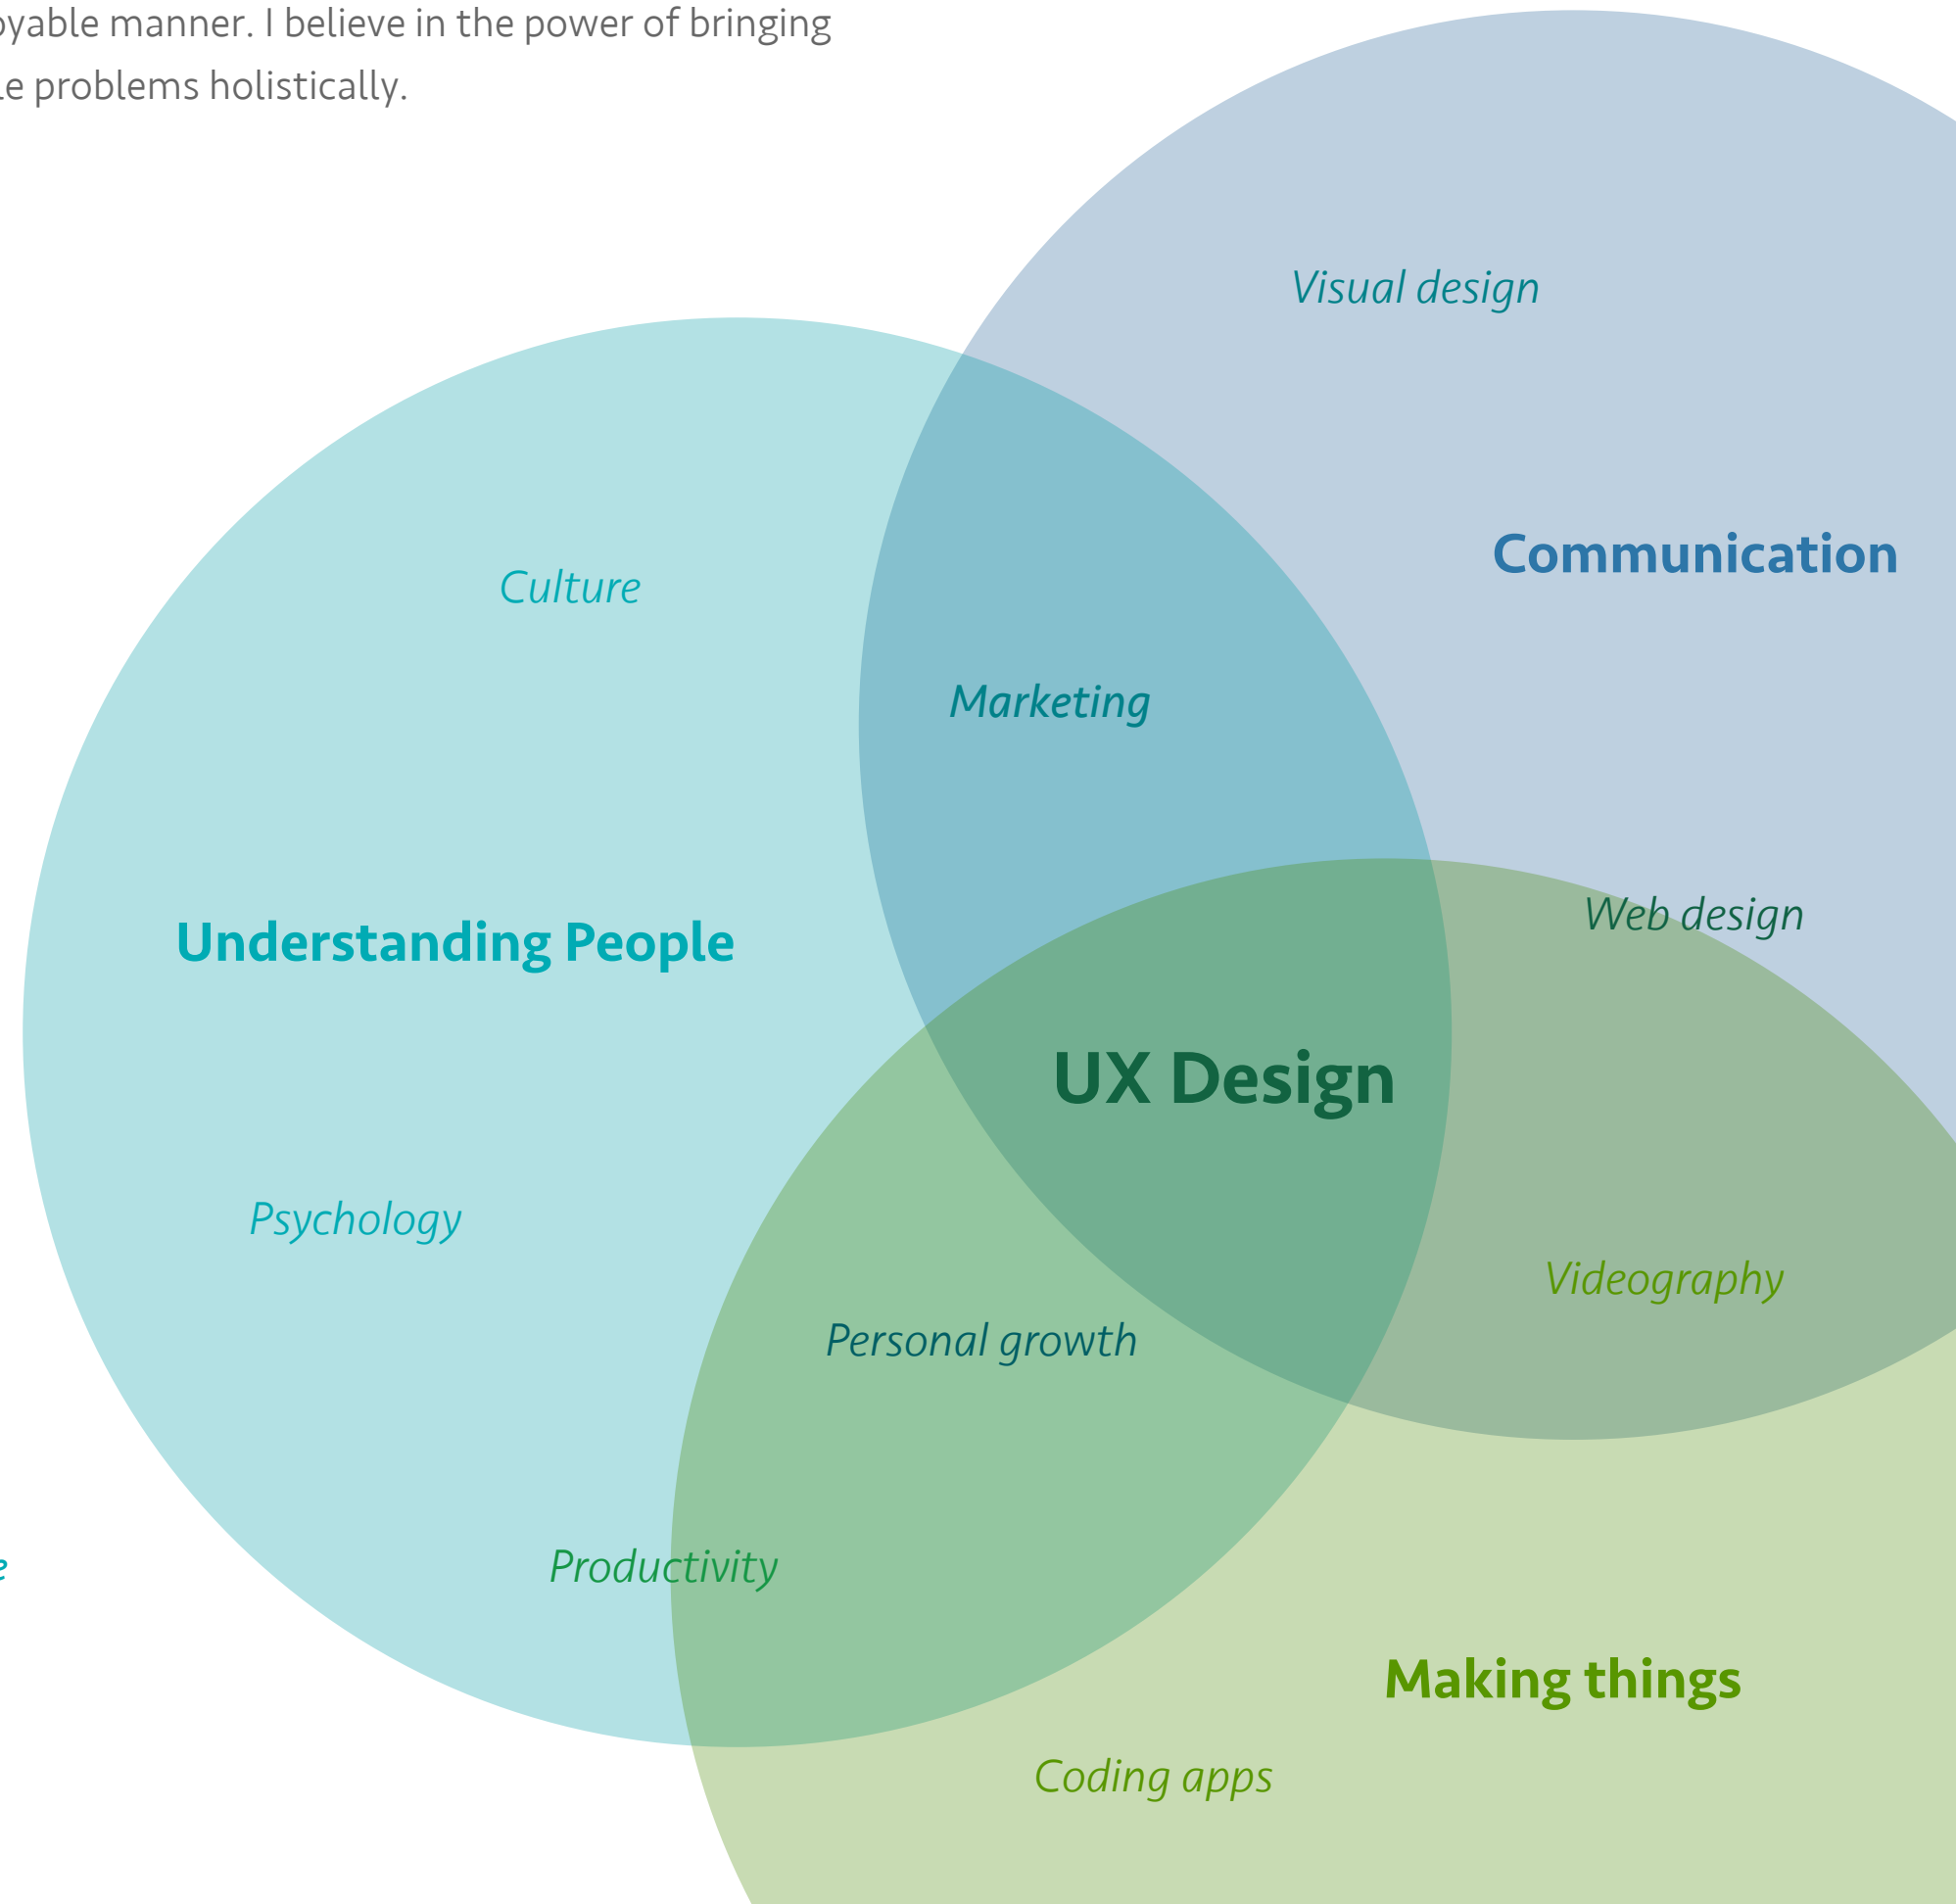 manner. I believe in the power of bringing
problems holistically.
Visual design
Communication
Culture
Marketing
Web design
Understanding People
UX Design
Psychology
Videography
Personal growth
Productivity
Making things
Coding apps